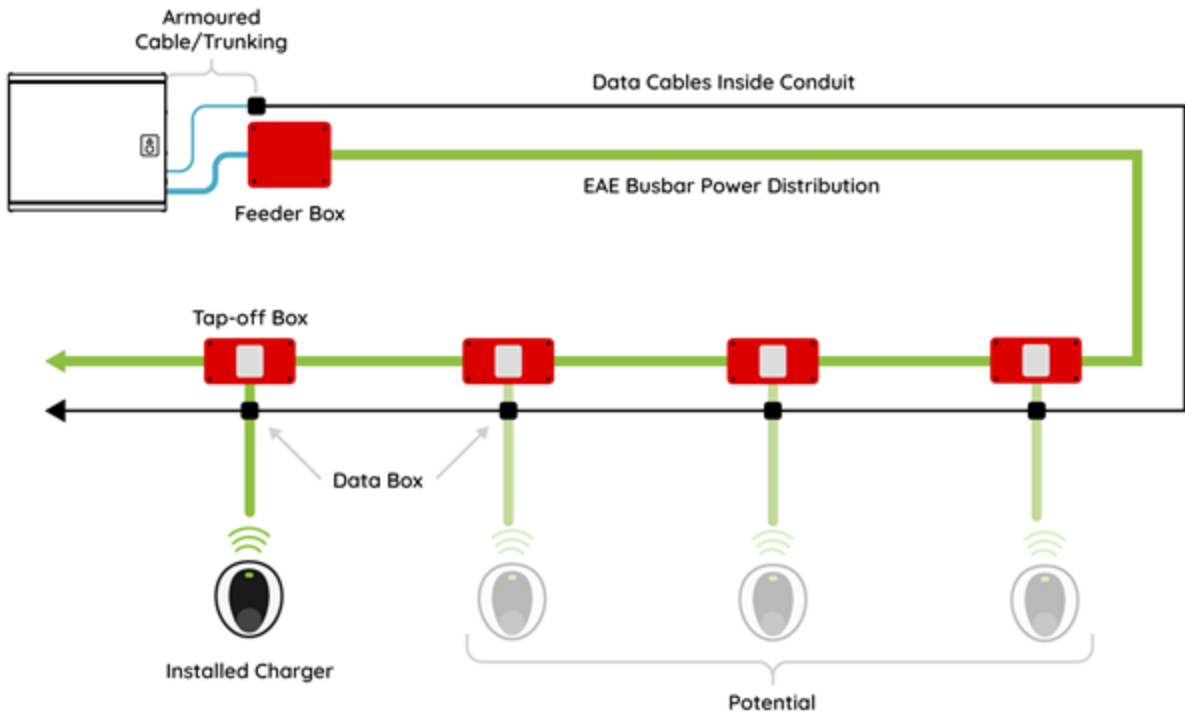 Armoured
Cable/Trunking
Data Cables Inside Conduit
EAE Busbar Power Distribution
Feeder Box
Tap-off Box
Data Box
Installed Charger
Potential